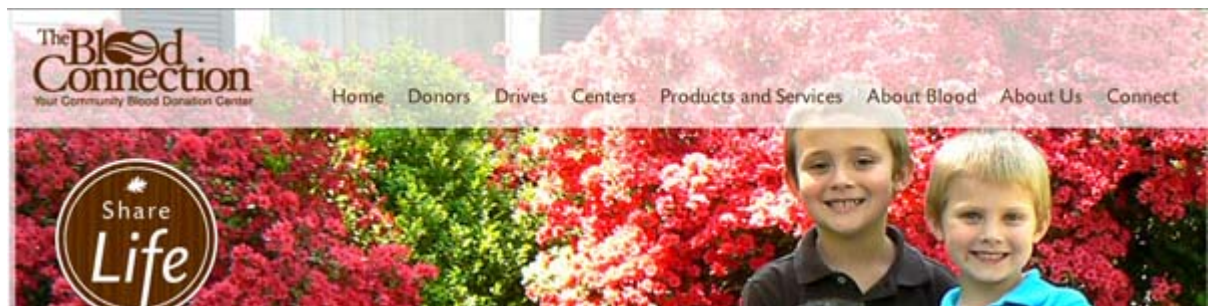 The Blood
Connection
Your Community Blood Donation Center
Home Donors Drives Centers Products and Services About Blood About Us Connect
Share
Life